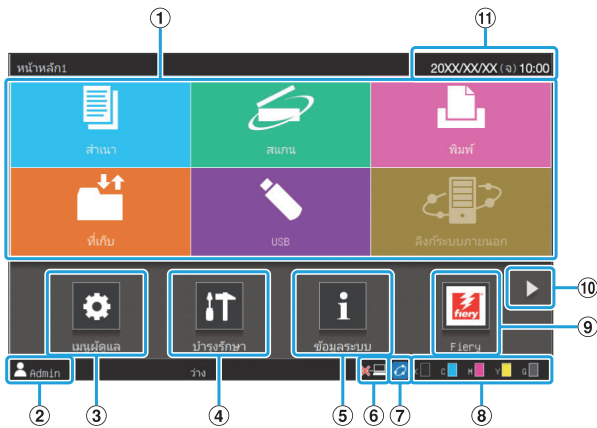 ① ⑪
หน้าหลัก1 20XX/XX/XX (จ) 10:00
สำเนา สแกน พิมพ์
ที่เก็บ USB ลิงก์ระบบภายนอก
⑩
fiery
⑨
เมนูผู้ดูแล บำรุงรักษา ข้อมูลระบบ Fiery
Admin ว่าง K C M Y G
② ③ ④ ⑤ ⑥ ⑦ ⑧